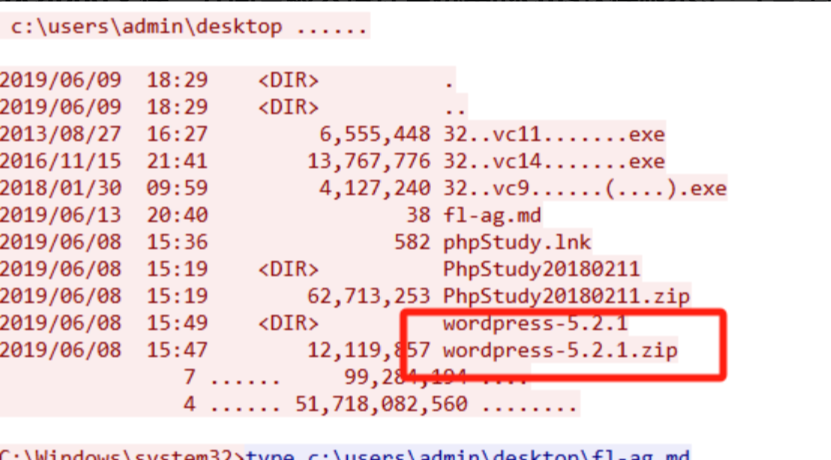 c:\users\admin\desktop ......
2019/06/09 18:29 <DIR> .
2019/06/09 18:29 <DIR> ..
2013/08/27 16:27 6,555,448 32..vc11.......exe
2016/11/15 21:41 13,767,776 32..vc14.......exe
2018/01/30 09:59 4,127,240 32..vc9......(....).exe
2019/06/13 20:40 38 fl-ag.md
2019/06/08 15:36 582 phpStudy.lnk
2019/06/08 15:19 <DIR> PhpStudy20180211
2019/06/08 15:19 62,713,253 PhpStudy20180211.zip
2019/06/08 15:49 <DIR> wordpress-5.2.1
2019/06/08 15:47 12,119,857 wordpress-5.2.1.zip
7 ...... 99,284,194 ....
4 ...... 51,718,082,560 ........
C:\Windows\system32>type c:\users\admin\desktop\fl-ag.md